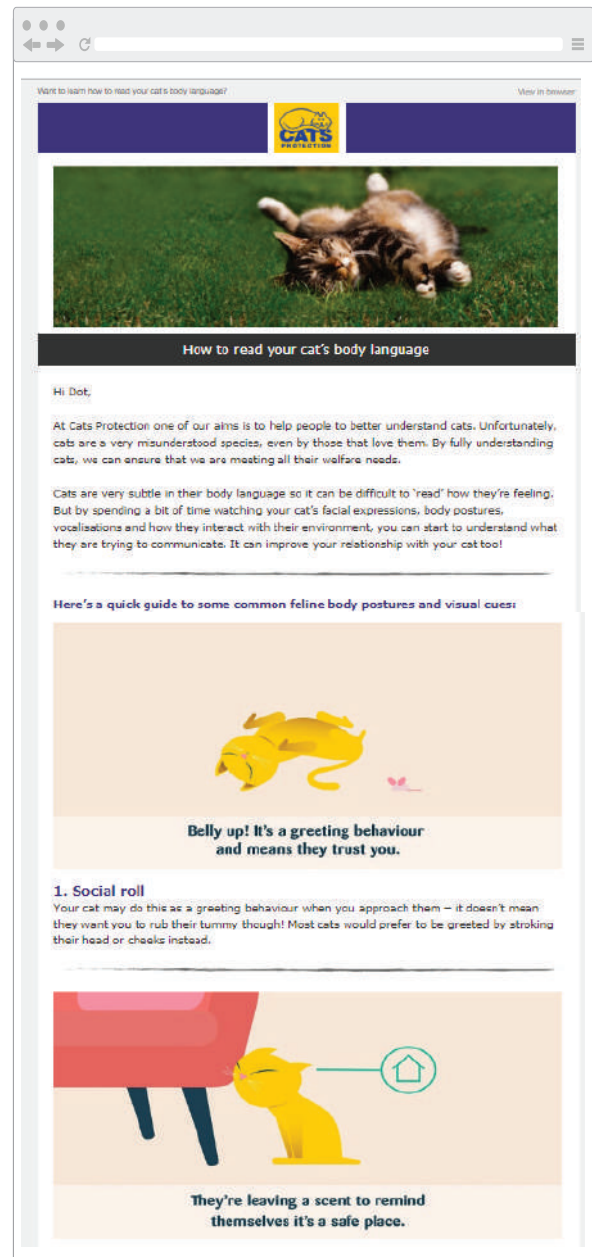 Want to learn how to read your cat's body language?
View in browser
CATS
PROTECTION
How to read your cat's body language
Hi Dot,
At Cats Protection one of our aims is to help people to better understand cats. Unfortunately,
cats are a very misunderstood species, even by those that love them. By fully understanding
cats, we can ensure that we are meeting all their welfare needs.
Cats are very subtle in their body language so it can be difficult to 'read' how they're feeling.
But by spending a bit of time watching your cat's facial expressions, body postures,
vocalisations and how they interact with their environment, you can start to understand what
they are trying to communicate. It can improve your relationship with your cat too!
Here's a quick guide to some common feline body postures and visual cues:
Belly up! It's a greeting behaviour
and means they trust you.
1. Social roll
Your cat may do this as a greeting behaviour when you approach them – it doesn't mean
they want you to rub their tummy though! Most cats would prefer to be greeted by stroking
their head or cheeks instead.
They're leaving a scent to remind
themselves it's a safe place.